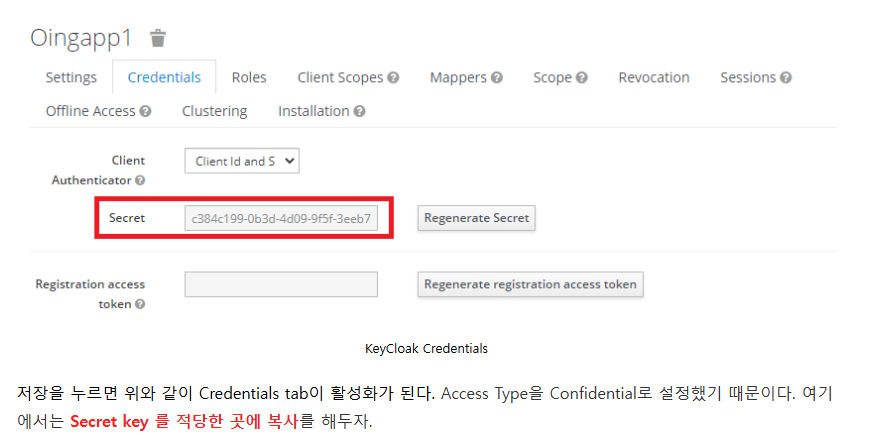 Oingapp1
Settings Credentials Roles Client Scopes Mappers Scope Revocation Sessions
Offline Access Clustering Installation
Client Authenticator Client Id and S
Secret c384c199-0b3d-4d09-9f5f-3eeb7 Regenerate Secret
Registration access token Regenerate registration access token
KeyCloak Credentials
저장을 누르면 위와 같이 Credentials tab이 활성화가 된다. Access Type을 Confidential로 설정했기 때문이다. 여기
에서는 Secret key 를 적당한 곳에 복사를 해두자.